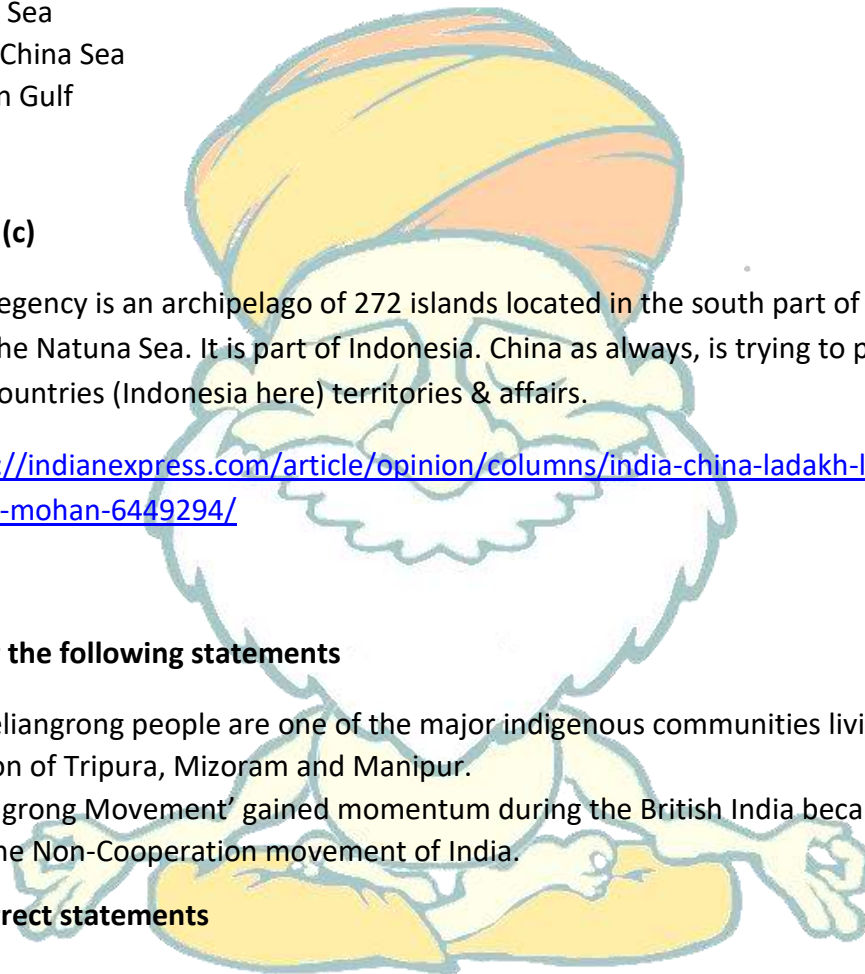 Sea
China Sea
n Gulf
(c)
egency is an archipelago of 272 islands located in the south part of
he Natuna Sea. It is part of Indonesia. China as always, is trying to p
ountries (Indonesia here) territories & affairs.
://indianexpress.com/article/opinion/columns/india-china-ladakh-l
-mohan-6449294/
the following statements
eliangrong people are one of the major indigenous communities livi
on of Tripura, Mizoram and Manipur.
grong Movement’ gained momentum during the British India beca
he Non-Cooperation movement of India.
rrect statements